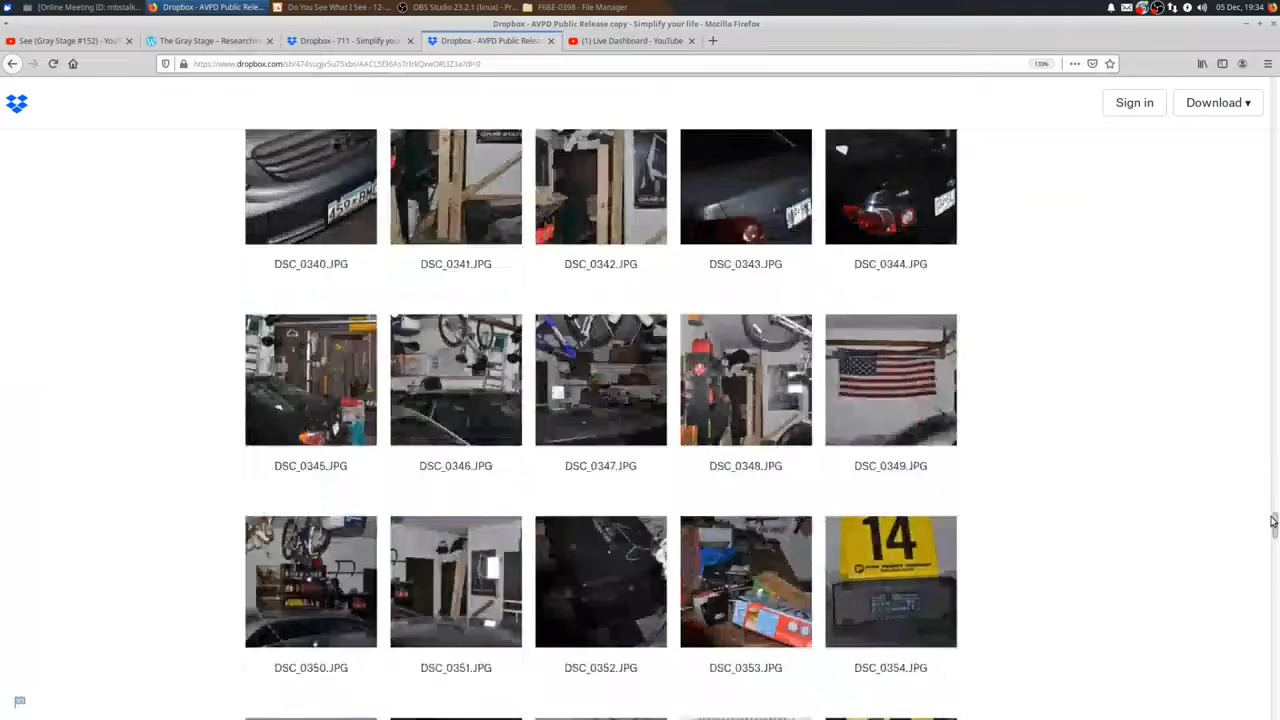 [Online Meeting ID: mbstalk...
Dropbox - AVPD Public Rele...
Do You See What I See - 12-...
OBS Studio 23.2.1 (linux) - Pr...
F6BE-0398 - File Manager
05 Dec, 19:34
Dropbox - AVPD Public Release copy - Simplify your life - Mozilla Firefox
See (Gray Stage #152) - YouT
The Gray Stage – Researchin
Dropbox - 711 - Simplify your
Dropbox - AVPD Public Relea
(1) Live Dashboard - YouTube
133%
Sign in
Download ▾
DSC_0340.JPG
DSC_0341.JPG
DSC_0342.JPG
DSC_0343.JPG
DSC_0344.JPG
DSC_0345.JPG
DSC_0346.JPG
DSC_0347.JPG
DSC_0348.JPG
DSC_0349.JPG
14
DSC_0350.JPG
DSC_0351.JPG
DSC_0352.JPG
DSC_0353.JPG
DSC_0354.JPG